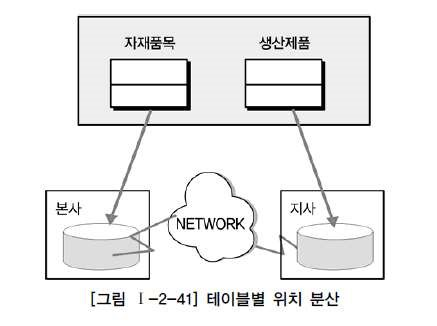 자재품목
생산제품
본사
NETWORK
지사
[그림 Ⅰ-2-41] 테이블별 위치 분산